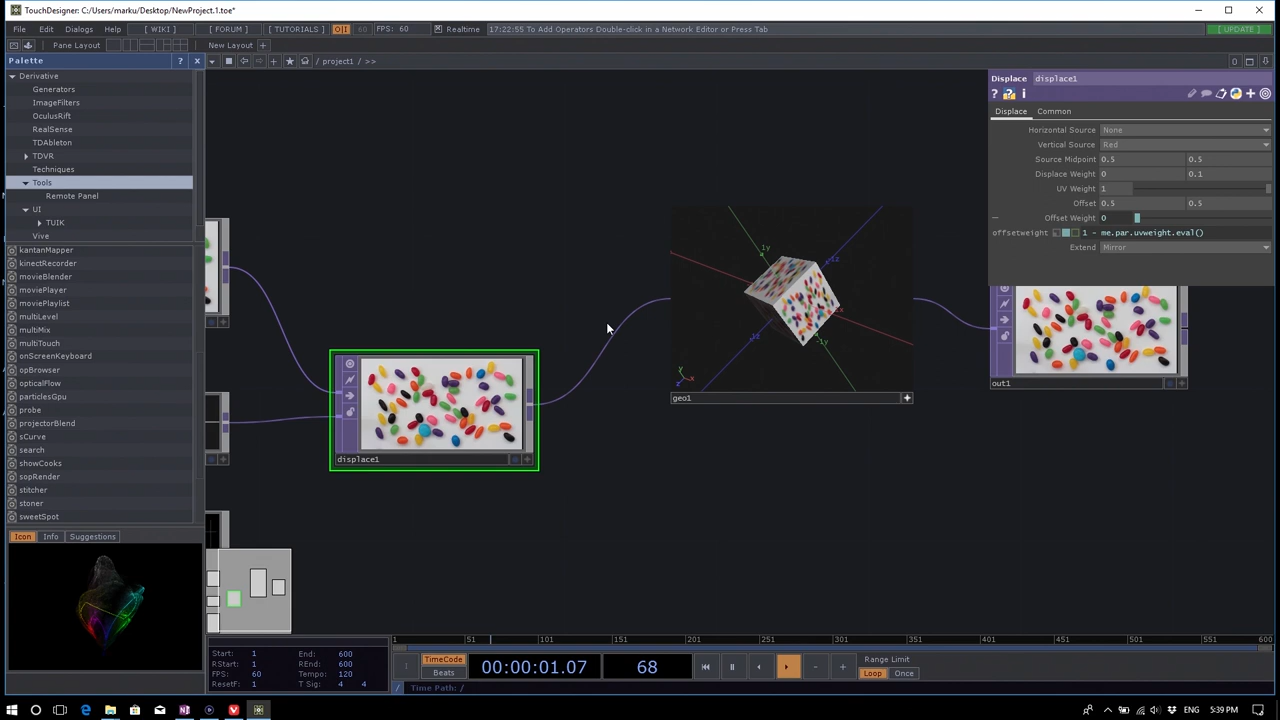 TouchDesigner: C:/Users/marku/Desktop/NewProject.1.toe*
File Edit Dialogs [ WIKI ] [ FORUM ] [ TUTORIALS ] O|I 60 FPS: 60 Realtime 17:22:55 To Add Operators Double-click in a Network Editor or Press Tab [ UPDATE ]
Pane Layout New Layout +
Palette ? x
/ project1 / >>
0
Derivative
Generators
ImageFilters
OculusRift
RealSense
TDAbleton
TDVR
Techniques
Tools
Remote Panel
UI
TUIK
Vive
kantanMapper
kinectRecorder
movieBlender
moviePlayer
moviePlaylist
multiLevel
multiMix
multiTouch
onScreenKeyboard
opBrowser
opticalFlow
particlesGpu
probe
projectorBlend
sCurve
search
showCooks
sopRender
stitcher
stoner
sweetSpot
Icon Info Suggestions
displace1
1y
1z
x
1z
-1y
y
z x
geo1
out1
Displace displace1
? ? i
Displace Common
Horizontal Source None
Vertical Source Red
Source Midpoint 0.5 0.5
Displace Weight 0 0.1
UV Weight 1
Offset 0.5 0.5
Offset Weight 0
offsetweight 1 - me.par.uvweight.eval()
Extend Mirror
1 51 101 151 201 251 301 351 401 451 501 551 600
Start: 1 End: 600
RStart: 1 REnd: 600
FPS: 60 Tempo: 120
ResetF: 1 T Sig: 4 4
TimeCode
Beats
00:00:01.07 68
Range Limit
Loop Once
/ Time Path: /
5:39 PM